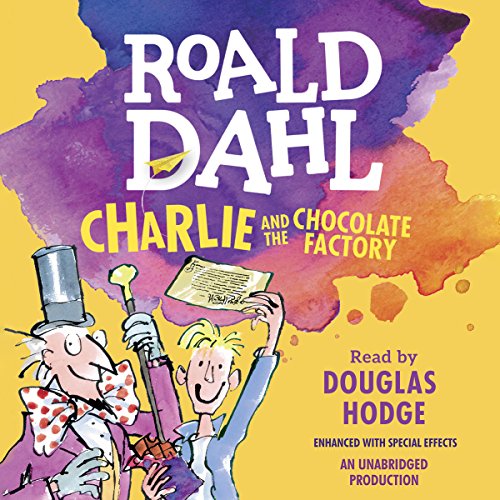 ROALD
DAHL
CHARLIE AND THE CHOCOLATE FACTORY
Read by
DOUGLAS
HODGE
ENHANCED WITH SPECIAL EFFECTS
AN UNABRIDGED
PRODUCTION